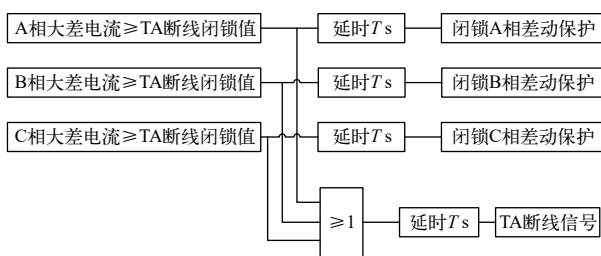 A相大差电流≥TA断线闭锁值 延时T s 闭锁A相差动保护
B相大差电流≥TA断线闭锁值 延时T s 闭锁B相差动保护
C相大差电流≥TA断线闭锁值 延时T s 闭锁C相差动保护
≥1 延时T s TA断线信号